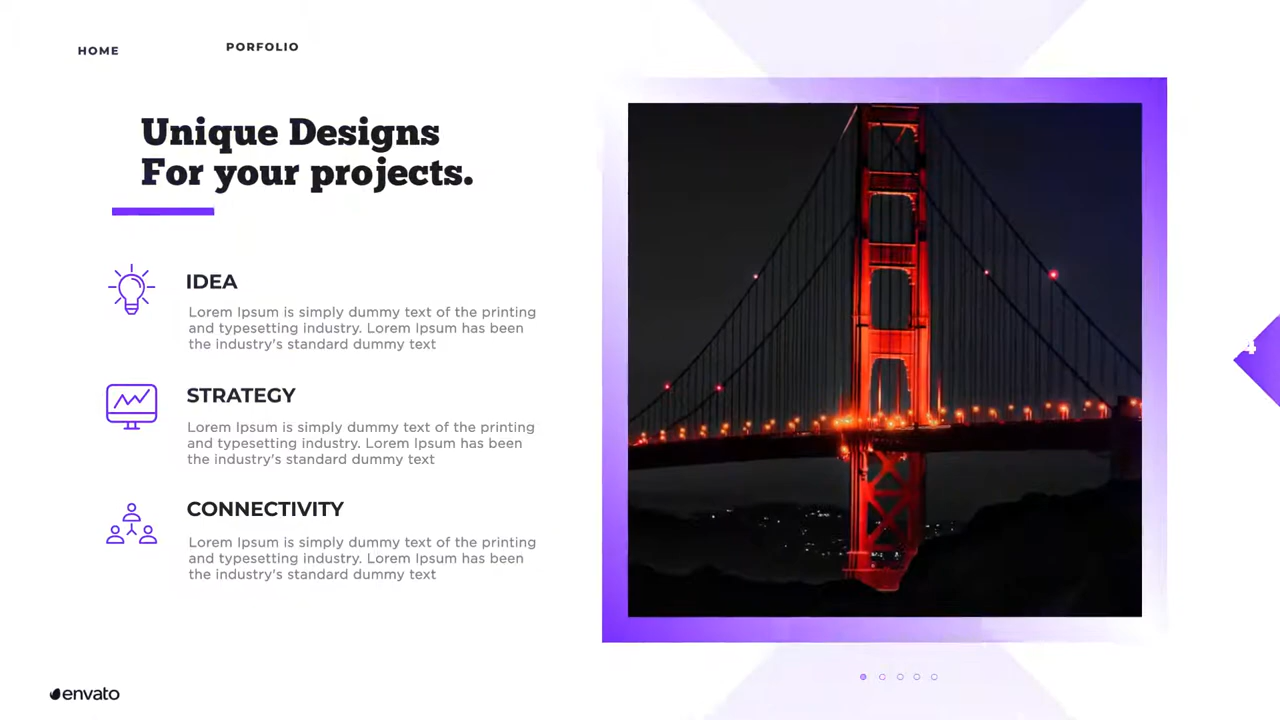 HOME
PORFOLIO
Unique Designs
For your projects.
IDEA
Lorem Ipsum is simply dummy text of the printing
and typesetting industry. Lorem Ipsum has been
the industry's standard dummy text
4
STRATEGY
Lorem Ipsum is simply dummy text of the printing
and typesetting industry. Lorem Ipsum has been
the industry's standard dummy text
CONNECTIVITY
Lorem Ipsum is simply dummy text of the printing
and typesetting industry. Lorem Ipsum has been
the industry's standard dummy text
envato